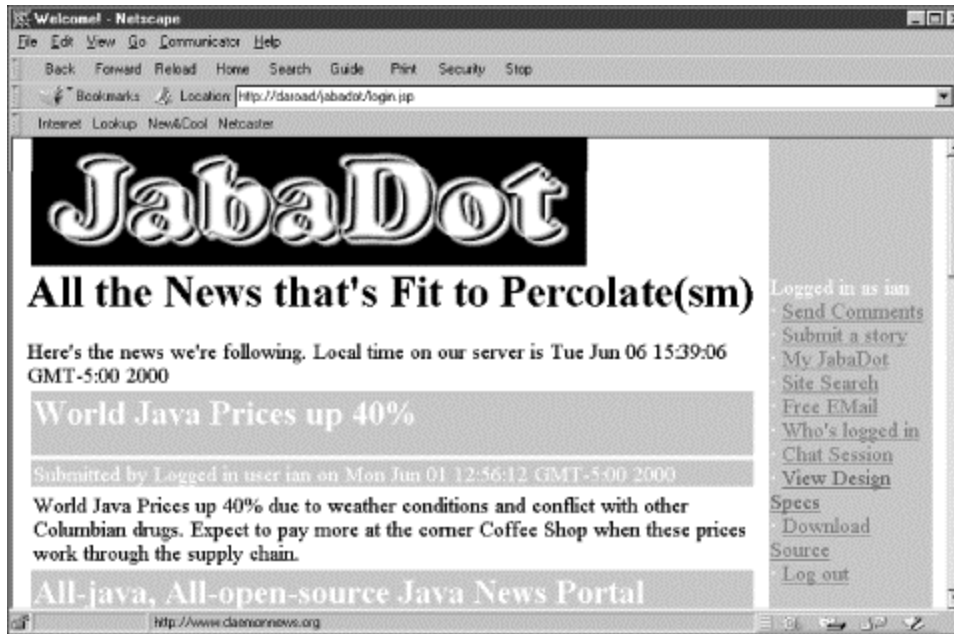 Welcome! - Netscape
File Edit View Go Communicator Help
Back Forward Reload Home Search Guide Print Security Stop
Bookmarks Location: http://daroad/jabadot/login.jsp
Internet Lookup New&Cool Netcaster
JabaDot
All the News that's Fit to Percolate(sm)
Here's the news we're following. Local time on our server is Tue Jun 06 15:39:06
GMT-5:00 2000
World Java Prices up 40%
Submitted by Logged in user ian on Mon Jun 01 12:56:12 GMT-5:00 2000
World Java Prices up 40% due to weather conditions and conflict with other
Columbian drugs. Expect to pay more at the corner Coffee Shop when these prices
work through the supply chain.
All-java, All-open-source Java News Portal
Logged in as ian
· Send Comments
· Submit a story
· My JabaDot
· Site Search
· Free EMail
· Who's logged in
· Chat Session
· View Design
Specs
· Download
Source
· Log out
http://www.daemonnews.org